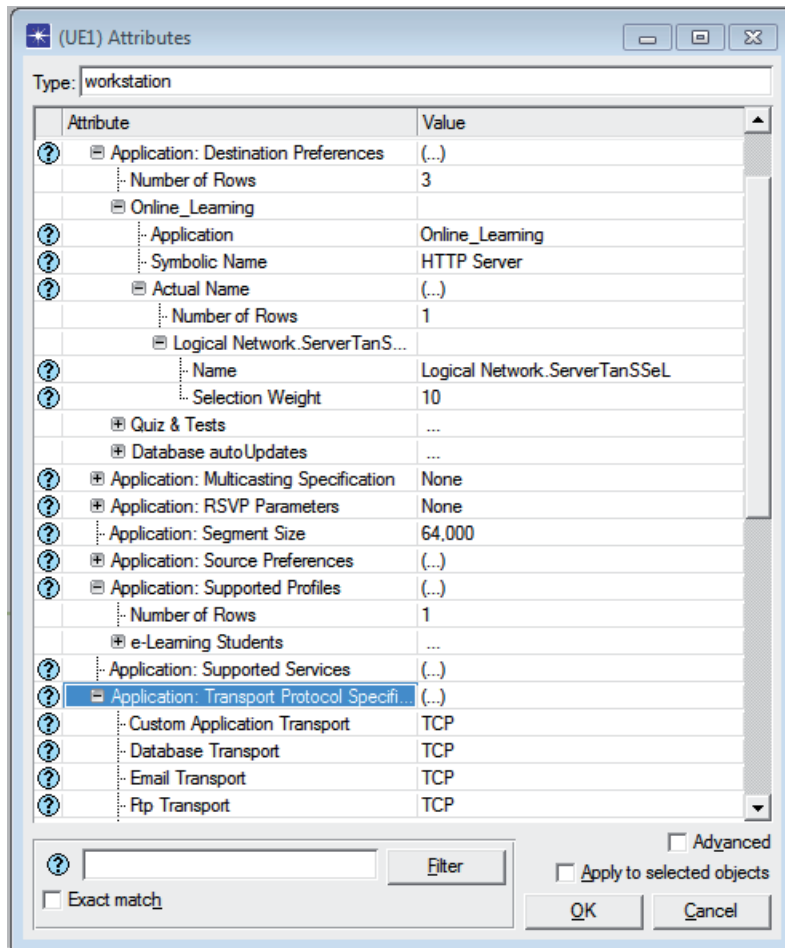 (UE1) Attributes
Type: workstation
Attribute Value
Application: Destination Preferences (...)
Number of Rows 3
Online_Learning
Application Online_Learning
Symbolic Name HTTP Server
Actual Name (...)
Number of Rows 1
Logical Network.ServerTanS...
Name Logical Network.ServerTanSSeL
Selection Weight 10
Quiz & Tests ...
Database autoUpdates ...
Application: Multicasting Specification None
Application: RSVP Parameters None
Application: Segment Size 64,000
Application: Source Preferences (...)
Application: Supported Profiles (...)
Number of Rows 1
e-Learning Students ...
Application: Supported Services (...)
Application: Transport Protocol Specifi... (...)
Custom Application Transport TCP
Database Transport TCP
Email Transport TCP
Ftp Transport TCP
Advanced
Filter
Apply to selected objects
Exact match
OK Cancel